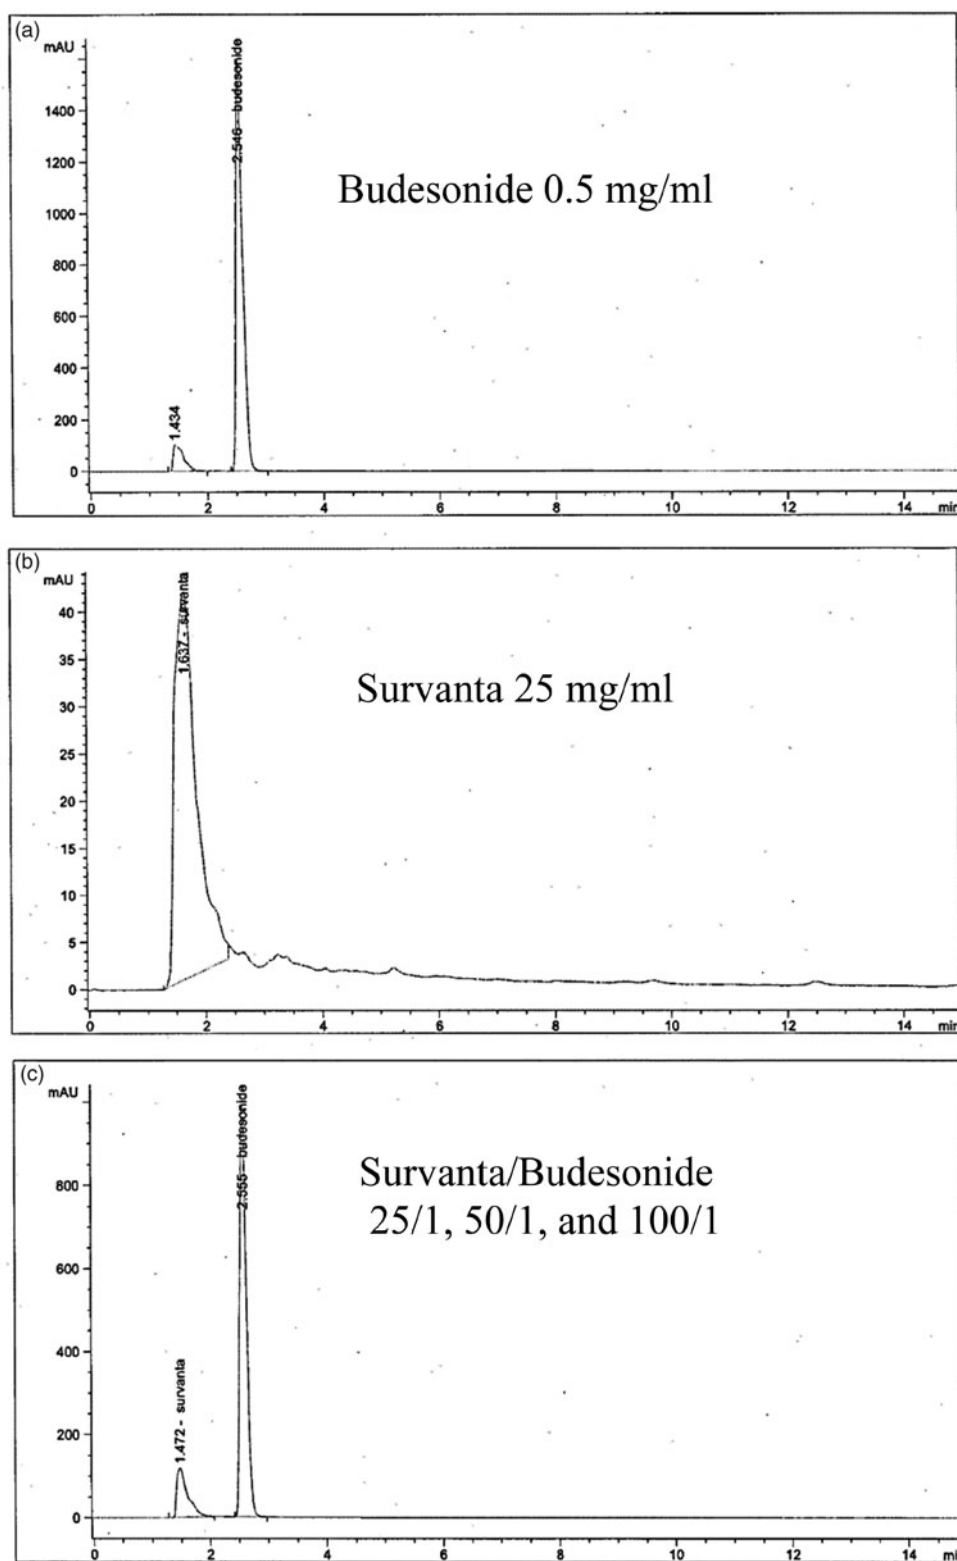 (a)
mAU
2.546 - budesonide
1400
1200
Budesonide 0.5 mg/ml
1000
800
600
400
1.434
200
0
0 2 4 6 8 10 12 14 min
(b)
mAU
1.637 - survanta
40
35
Survanta 25 mg/ml
30
25
20
15
10
5
0
0 2 4 6 8 10 12 14 min
(c)
mAU
2.555 - budesonide
Survanta/Budesonide
800
25/1, 50/1, and 100/1
600
400
1.472 - survanta
200
0
0 2 4 6 8 10 12 14 mi